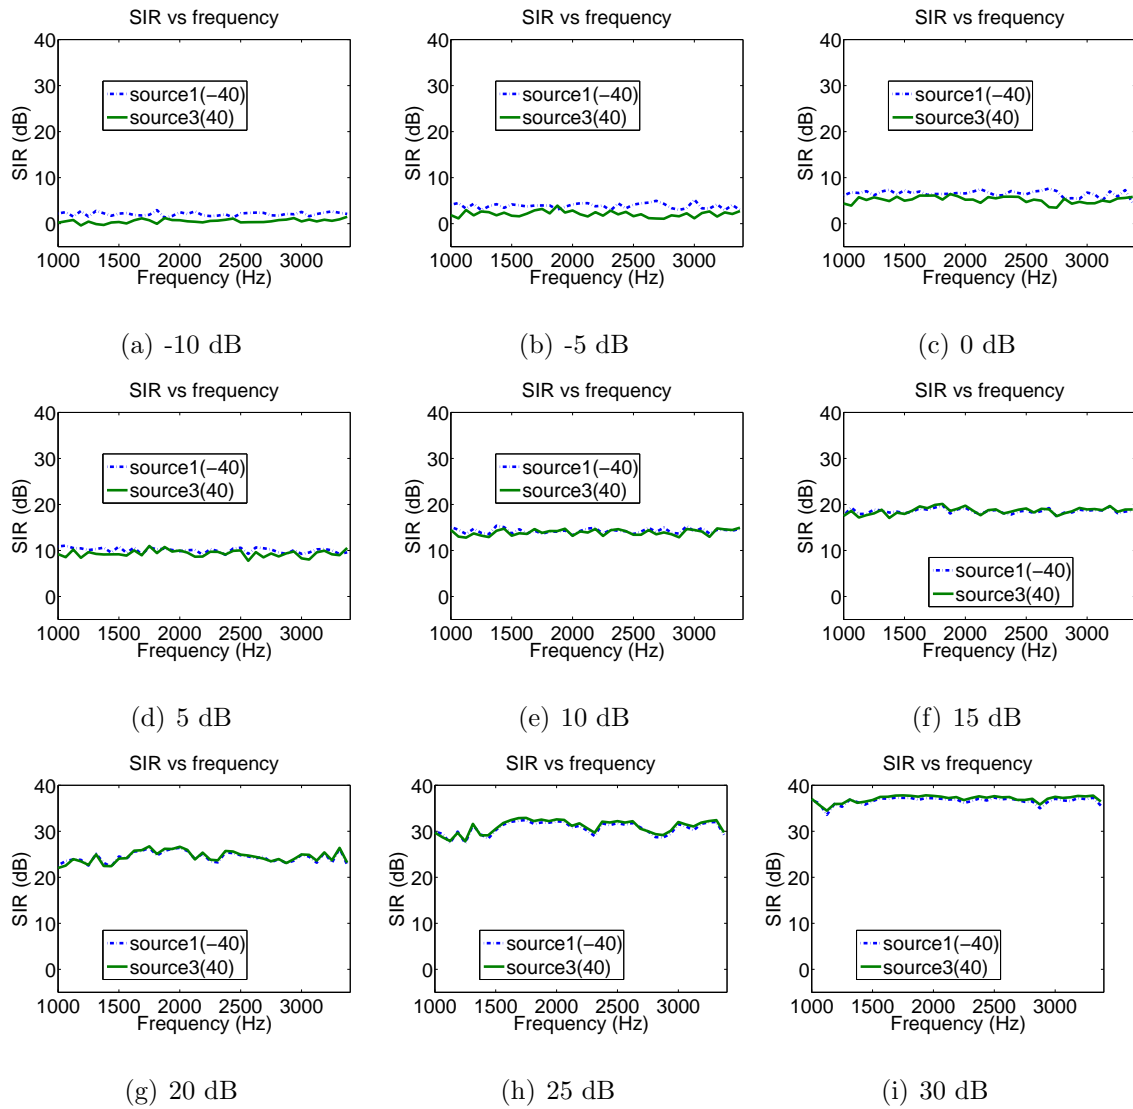 SIR vs frequency
40
30
20
10
0
SIR (dB)
source1(−40)
source3(40)
1000 1500 2000 2500 3000
Frequency (Hz)
(a) -10 dB
SIR vs frequency
40
30
20
10
0
SIR (dB)
source1(−40)
source3(40)
1000 1500 2000 2500 3000
Frequency (Hz)
(b) -5 dB
SIR vs frequency
40
30
20
10
0
SIR (dB)
source1(−40)
source3(40)
1000 1500 2000 2500 3000
Frequency (Hz)
(c) 0 dB
SIR vs frequency
40
30
20
10
0
SIR (dB)
source1(−40)
source3(40)
1000 1500 2000 2500 3000
Frequency (Hz)
(d) 5 dB
SIR vs frequency
40
30
20
10
0
SIR (dB)
source1(−40)
source3(40)
1000 1500 2000 2500 3000
Frequency (Hz)
(e) 10 dB
SIR vs frequency
40
30
20
10
0
SIR (dB)
source1(−40)
source3(40)
1000 1500 2000 2500 3000
Frequency (Hz)
(f) 15 dB
SIR vs frequency
40
30
20
10
0
SIR (dB)
source1(−40)
source3(40)
1000 1500 2000 2500 3000
Frequency (Hz)
(g) 20 dB
SIR vs frequency
40
30
20
10
0
SIR (dB)
source1(−40)
source3(40)
1000 1500 2000 2500 3000
Frequency (Hz)
(h) 25 dB
SIR vs frequency
40
30
20
10
0
SIR (dB)
source1(−40)
source3(40)
1000 1500 2000 2500 3000
Frequency (Hz)
(i) 30 dB